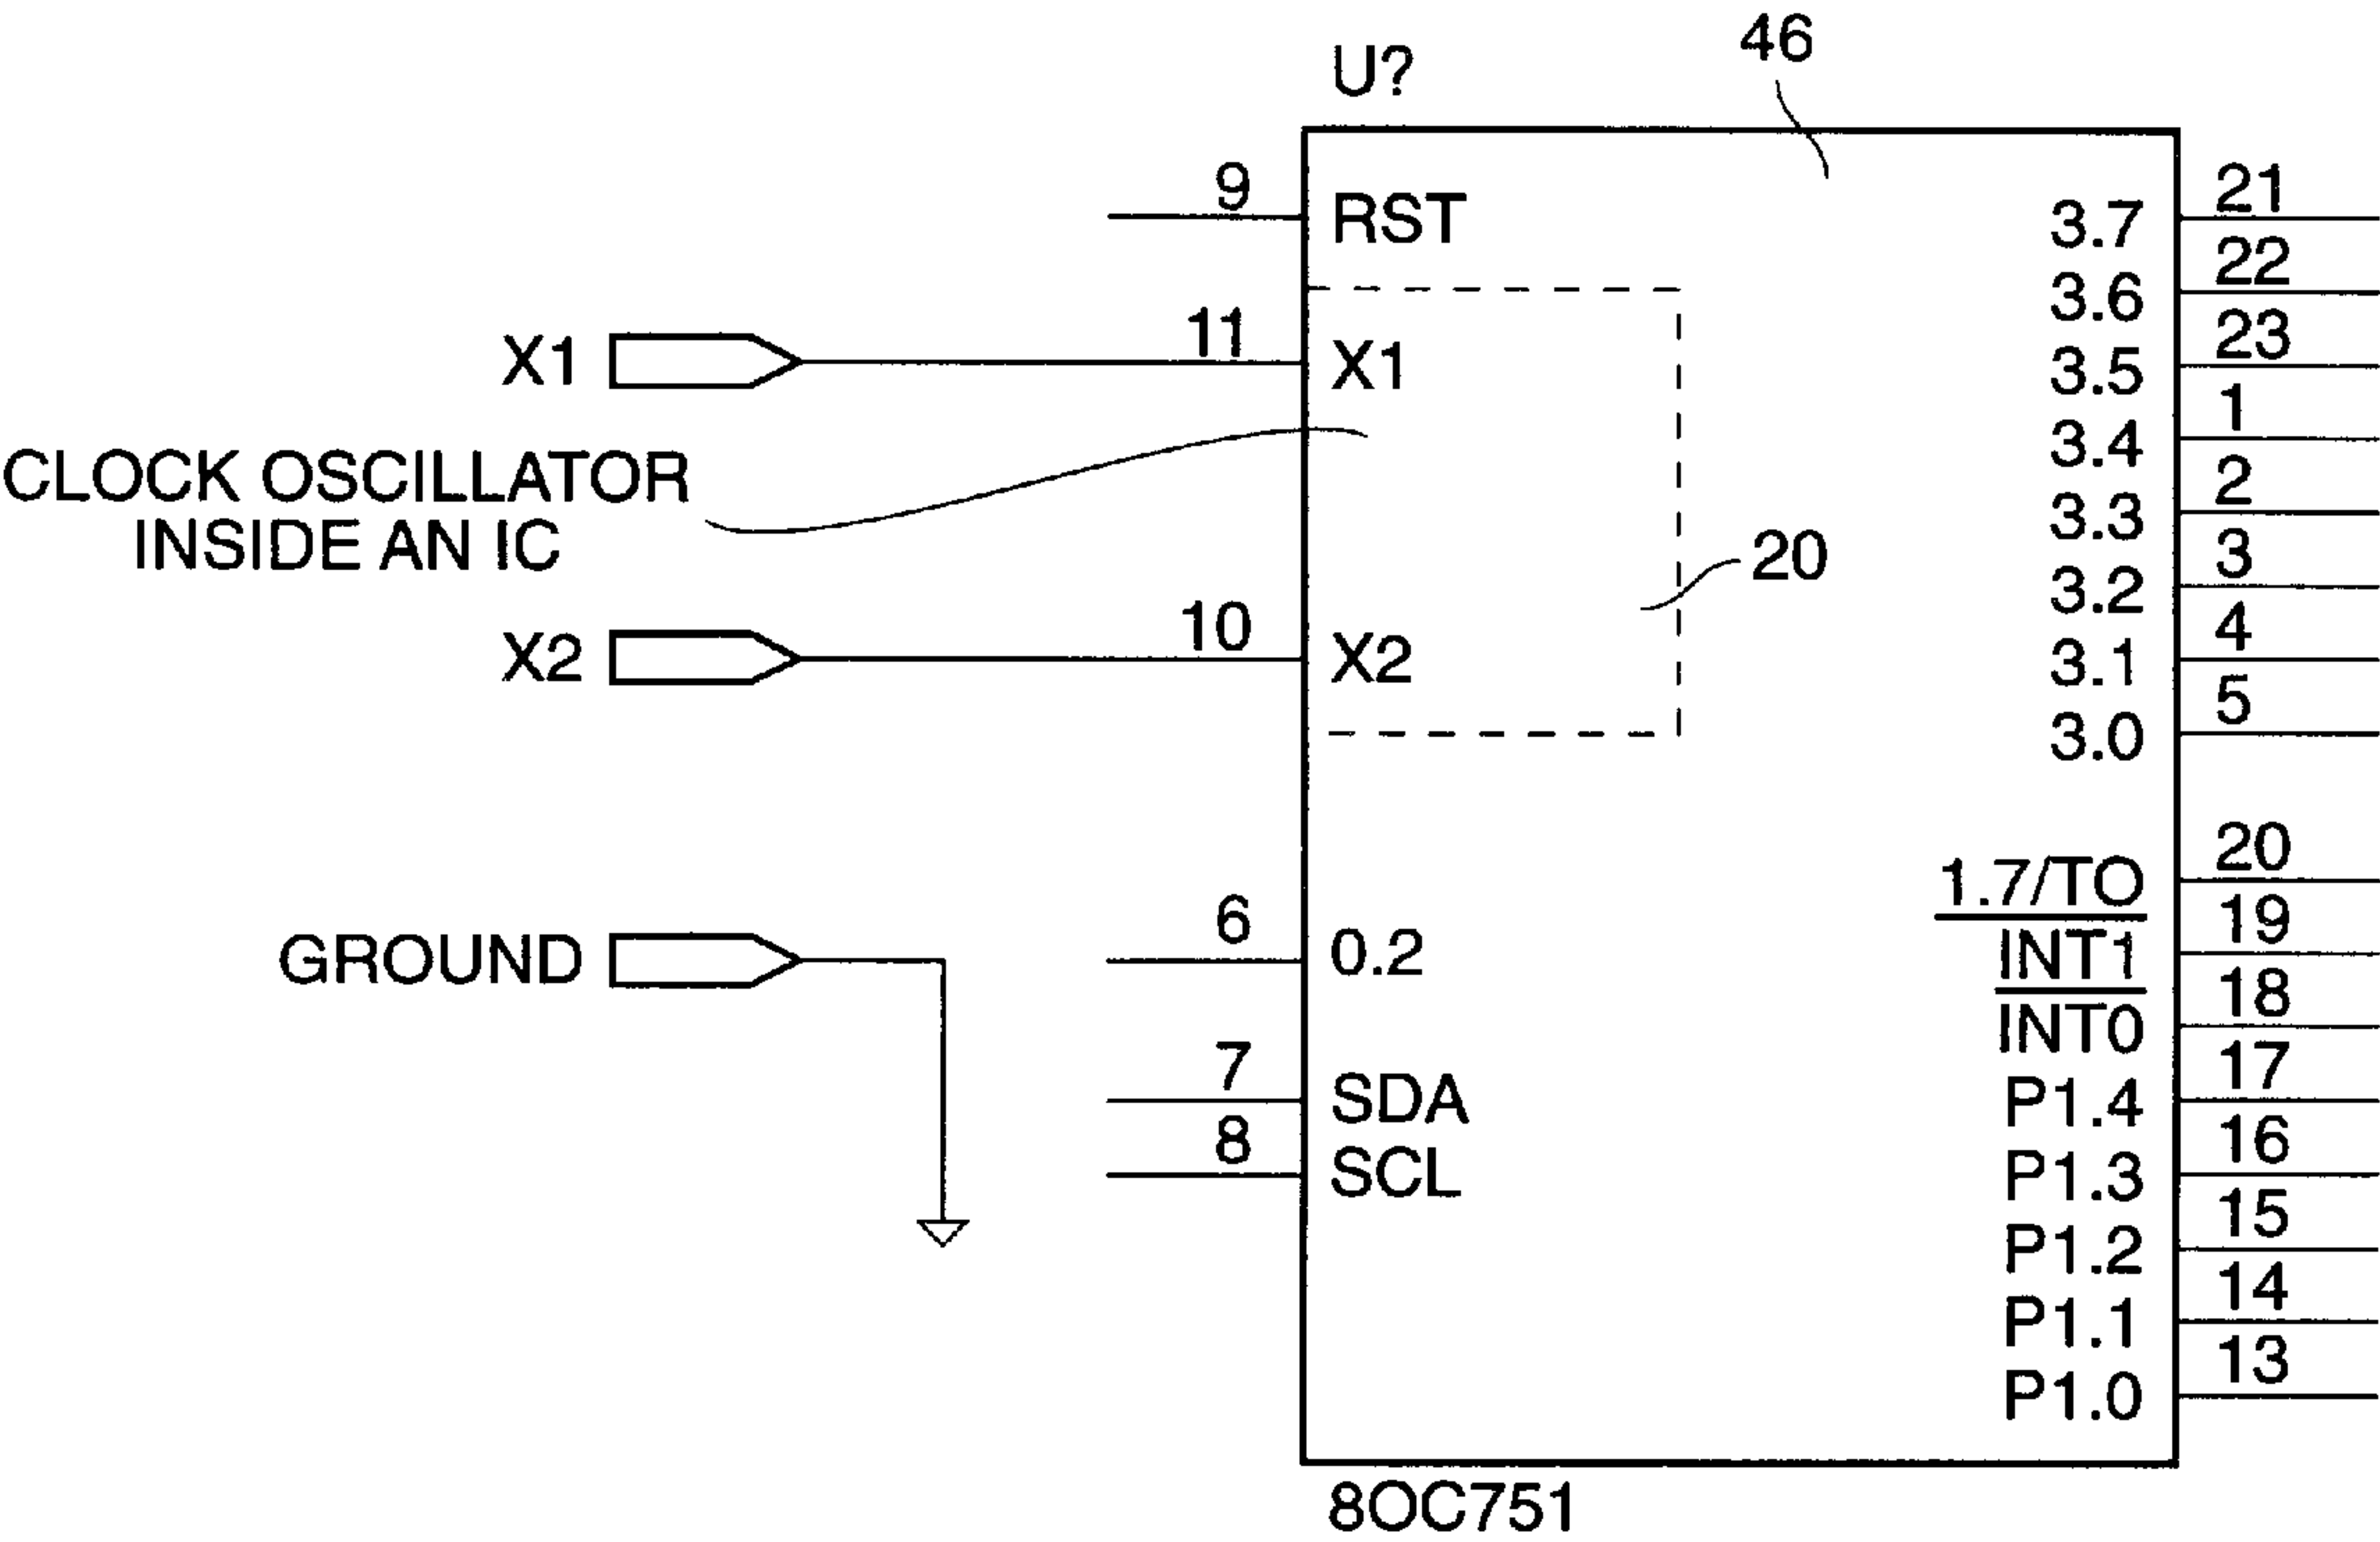 46
U?
9 RST 3.7 21
3.6 22
X1 11 X1 3.5 23
3.4 1
CLOCK OSCILLATOR
INSIDE AN IC
3.3 2
20
3.2 3
X2 10 X2 3.1 4
3.0 5
1.7/TO 20
GROUND 6 0.2 INT1 19
INT0 18
7 SDA P1.4 17
8 SCL P1.3 16
P1.2 15
P1.1 14
P1.0 13
8OC751